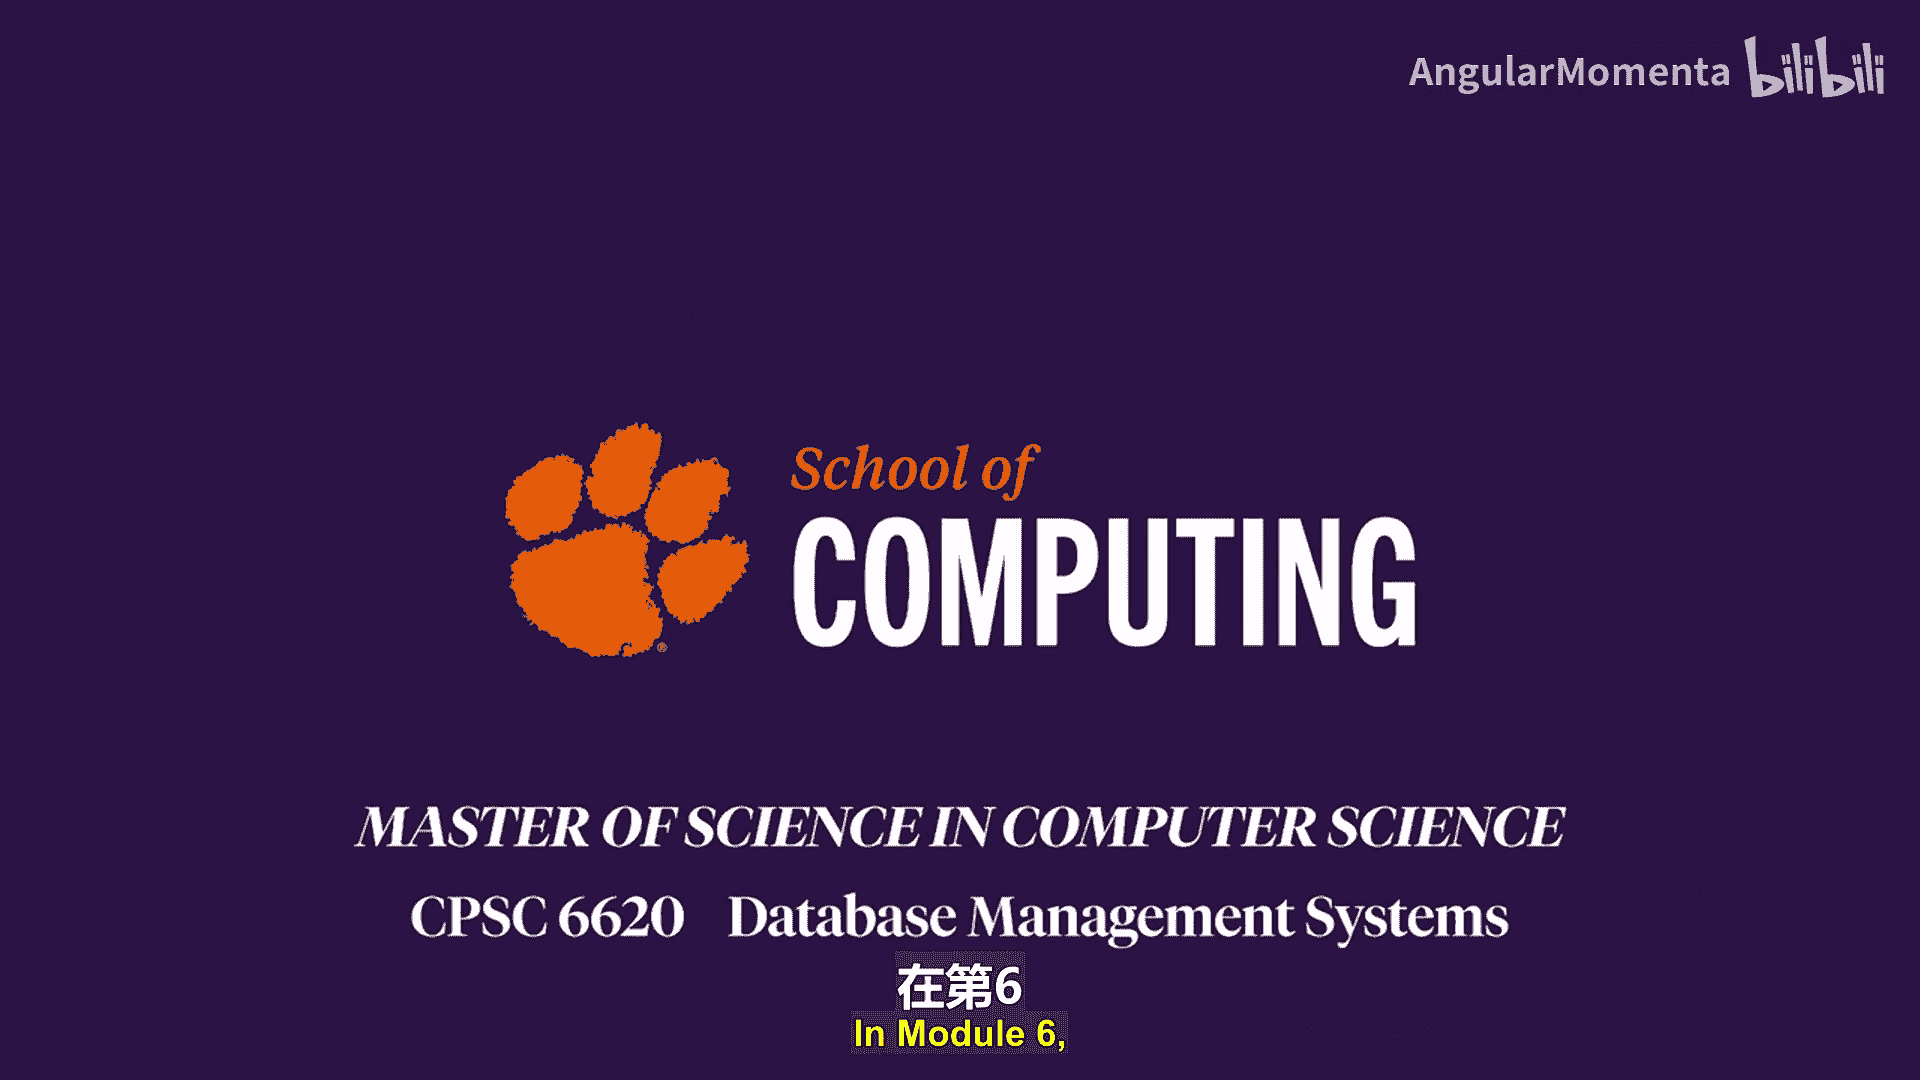 AngularMomenta bilibili
School of
COMPUTING
MASTER OF SCIENCE IN COMPUTER SCIENCE
CPSC 6620 Database Management Systems
在第6
In Module 6,